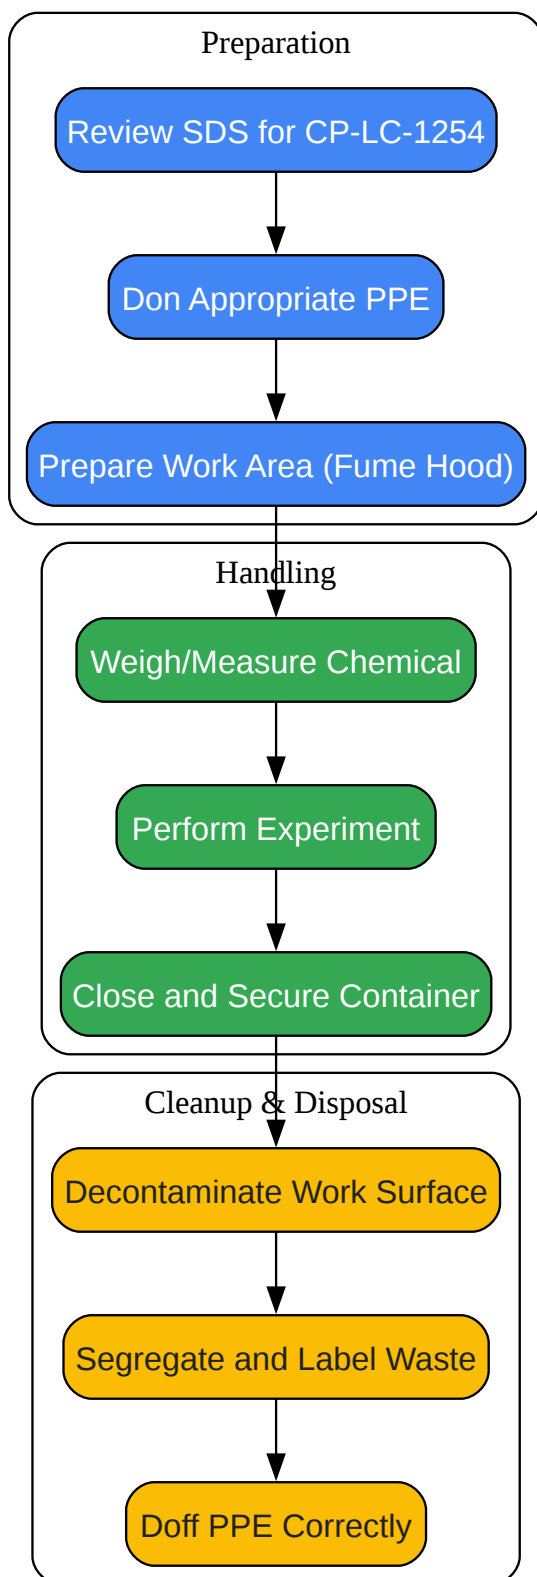 Preparation
Review SDS for CP-LC-1254
Don Appropriate PPE
Prepare Work Area (Fume Hood)
Handling
Weigh/Measure Chemical
Perform Experiment
Close and Secure Container
Cleanup & Disposal
Decontaminate Work Surface
Segregate and Label Waste
Doff PPE Correctly